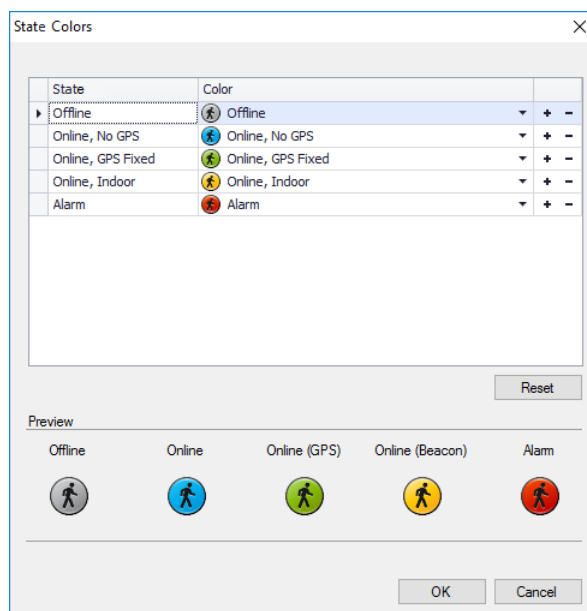 State Colors
State Color
Offline Offline
Online, No GPS Online, No GPS
Online, GPS Fixed Online, GPS Fixed
Online, Indoor Online, Indoor
Alarm Alarm
Reset
Preview
Offline Online Online (GPS) Online (Beacon) Alarm
OK Cancel